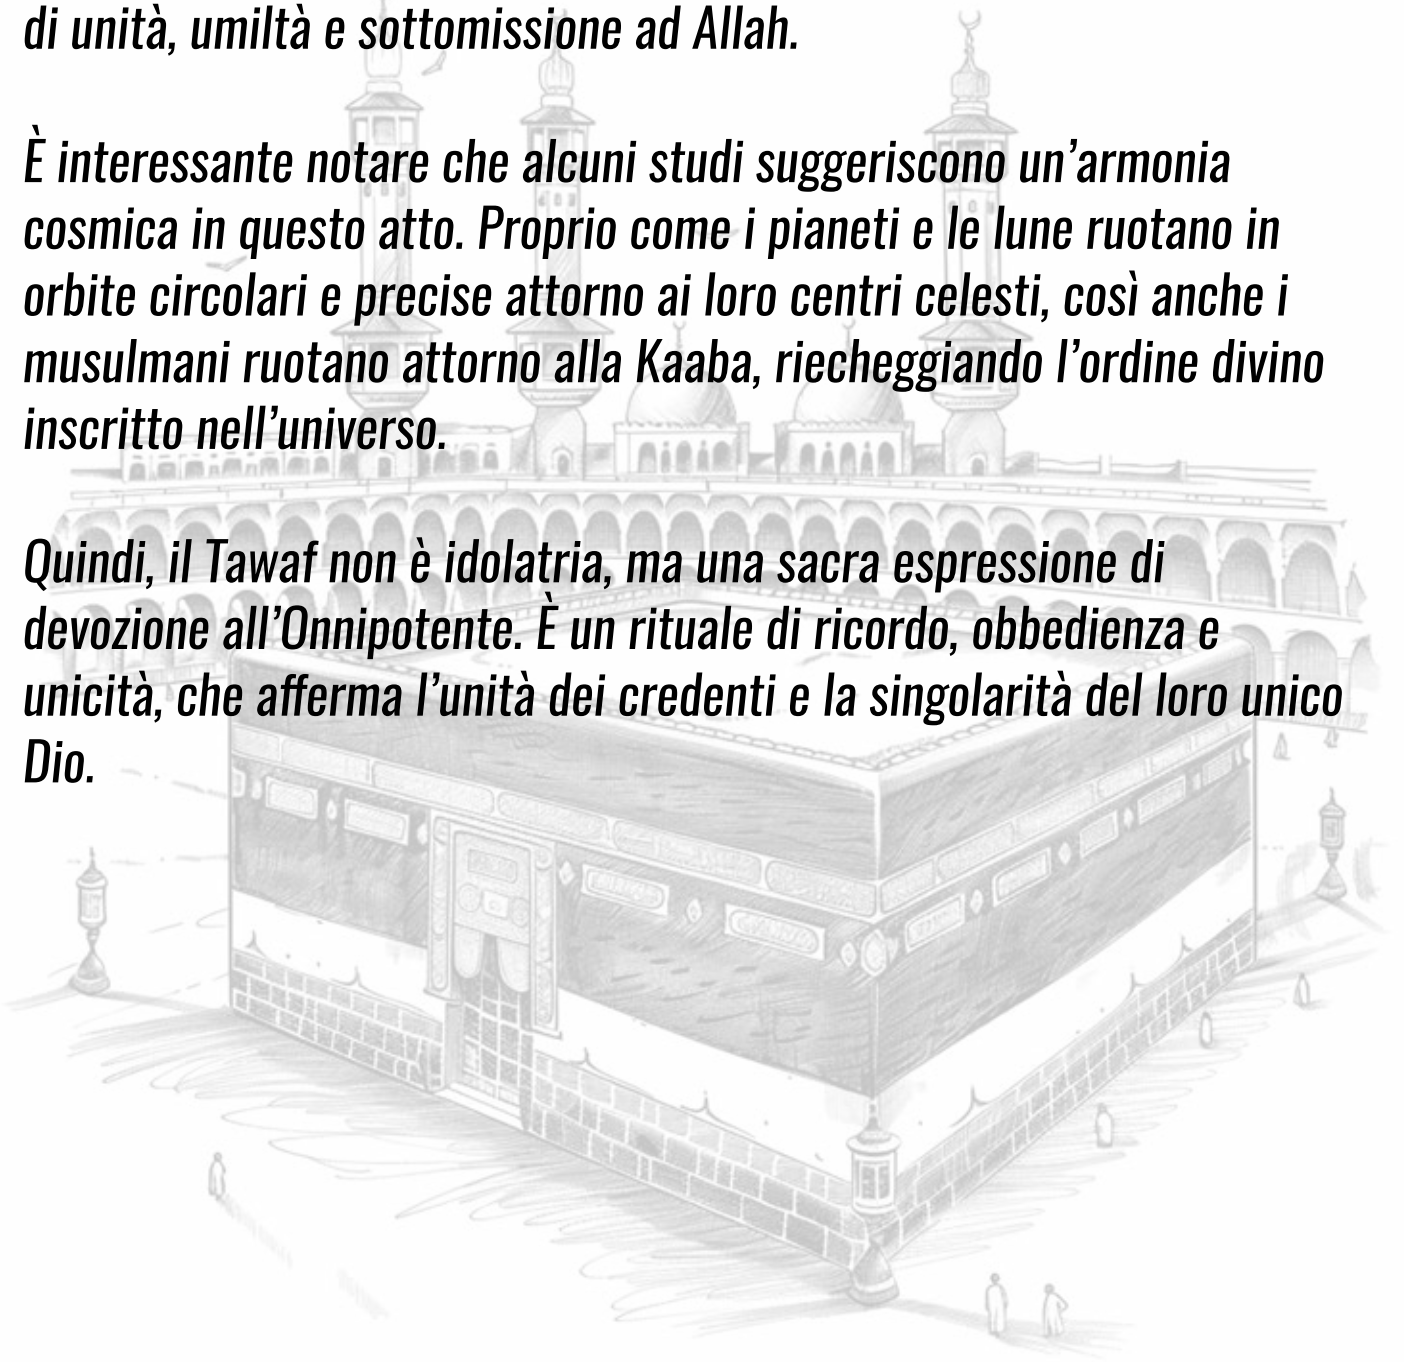 di unità, umiltà e sottomissione ad Allah.
È interessante notare che alcuni studi suggeriscono un’armonia
cosmica in questo atto. Proprio come i pianeti e le lune ruotano in
orbite circolari e precise attorno ai loro centri celesti, così anche i
musulmani ruotano attorno alla Kaaba, riecheggiando l’ordine divino
inscritto nell’universo.
Quindi, il Tawaf non è idolatria, ma una sacra espressione di
devozione all’Onnipotente. È un rituale di ricordo, obbedienza e
unicità, che afferma l’unità dei credenti e la singolarità del loro unico
Dio.